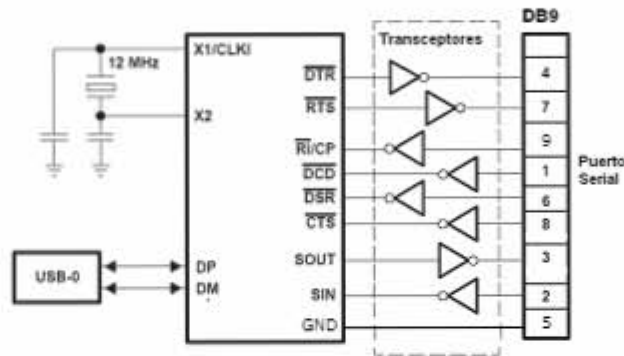 DB9
X1/CLKI
Transceptores
12 MHz
DTR
4
RTS
7
X2
RI/CP
9
DCD
1
Puerto
Serial
DSR
6
CTS
8
SOUT
3
USB-0
DP
DM
SIN
2
GND
5